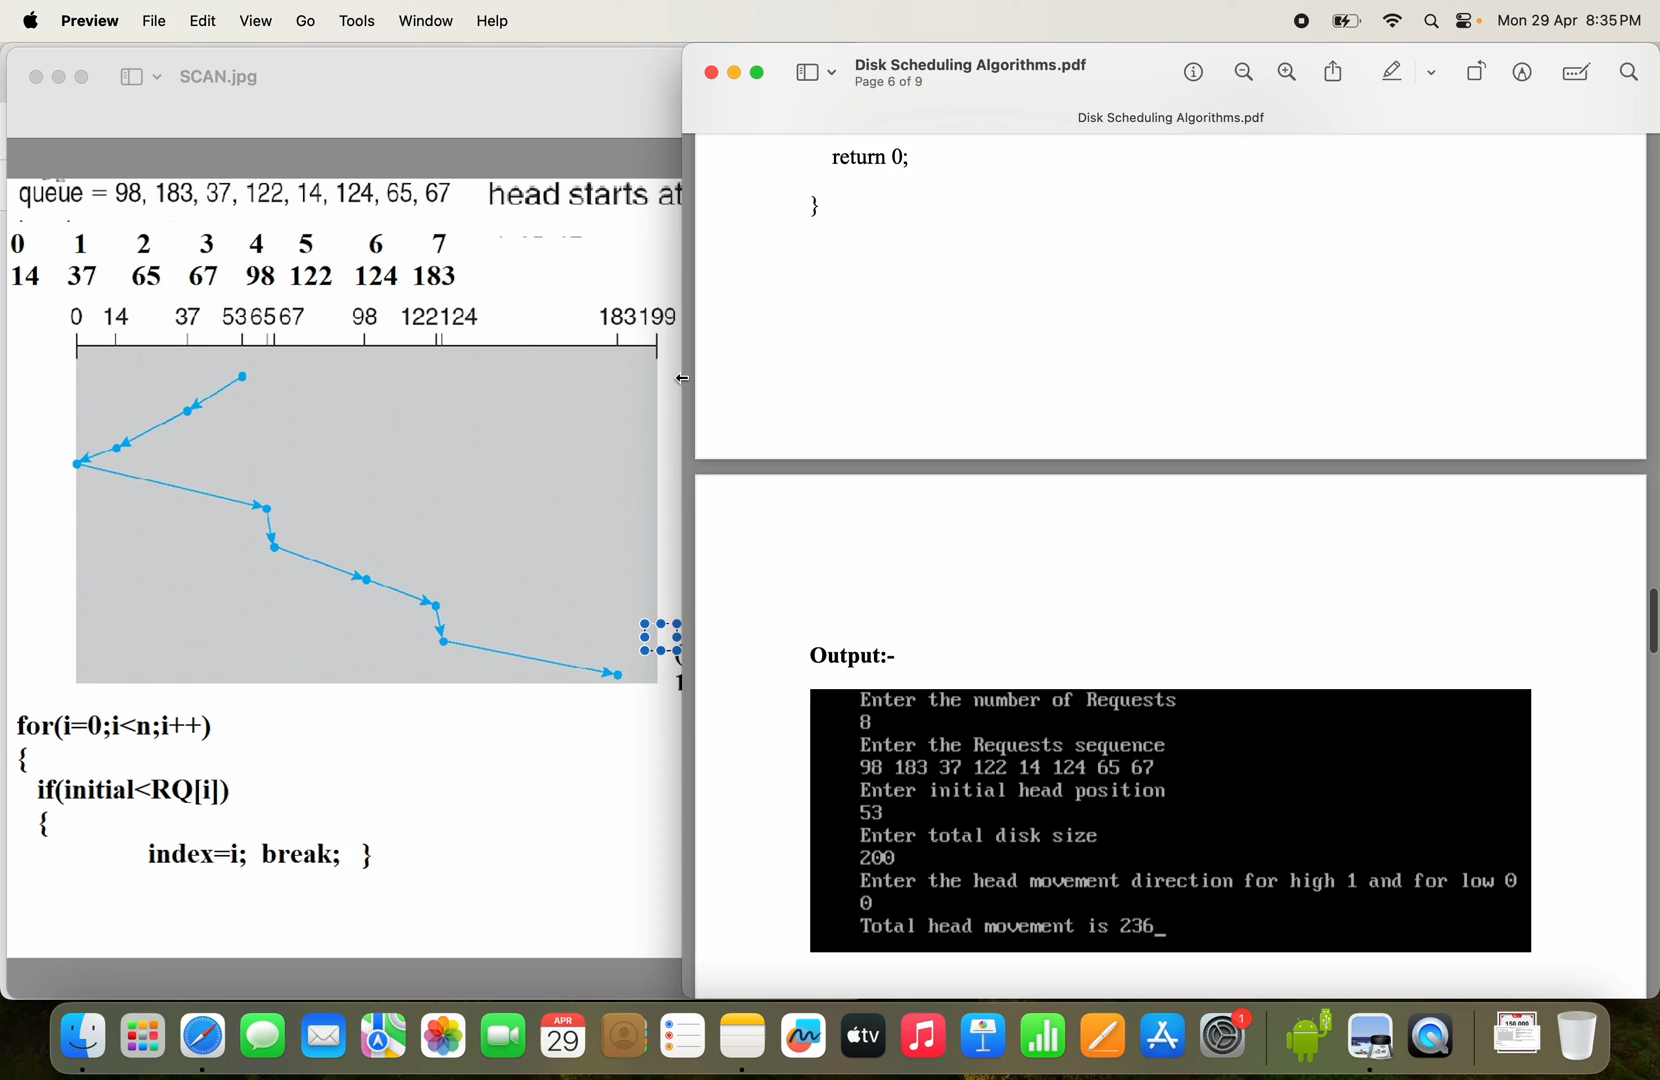 Preview File Edit View Go Tools Window Help
Mon 29 Apr 8:35 PM
SCAN.jpg
queue = 98, 183, 37, 122, 14, 124, 65, 67 head starts at
0 1 2 3 4 5 6 7
14 37 65 67 98 122 124 183
0 14 37 53 65 67 98 122 124 183 199
for(i=0;i<n;i++)
{
if(initial<RQ[i])
{
index=i; break; }
Disk Scheduling Algorithms.pdf
Page 6 of 9
Disk Scheduling Algorithms.pdf
return 0;
}
Output:-
Enter the number of Requests
8
Enter the Requests sequence
98 183 37 122 14 124 65 67
Enter initial head position
53
Enter total disk size
200
Enter the head movement direction for high 1 and for low 0
0
Total head movement is 236_
APR
29
tv
1
150,000